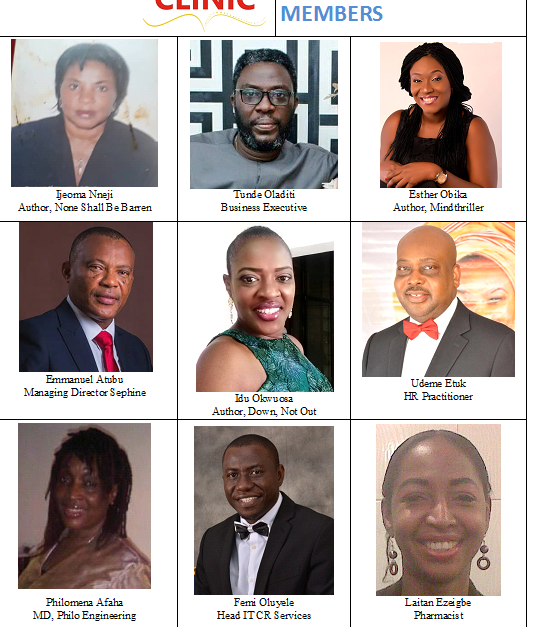 CLINIC
MEMBERS
Ijeoma Nneji
Author, None Shall Be Barren
Tunde Oladiti
Business Executive
Esther Obika
Author, Mindthriller
Emmanuel Atubu
Managing Director Sephine
Idu Okwuosa
Author, Down, Not Out
Udeme Etuk
HR Practitioner
Philomena Afaha
MD, Philo Engineering
Femi Oluyele
Head ITCR Services
Laitan Ezeigbe
Pharmacist